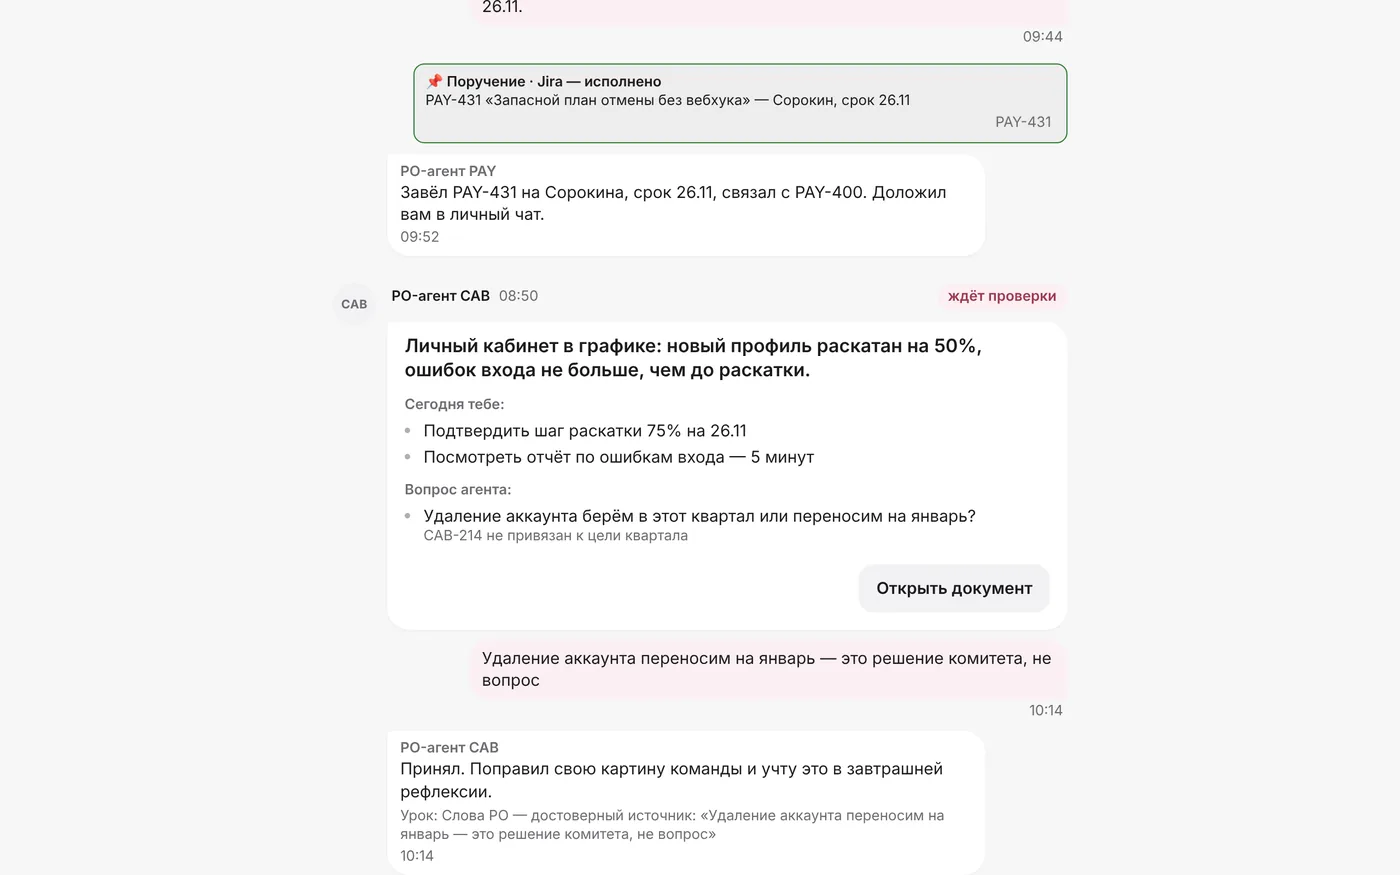 26.11.
09:44
📌 Поручение · Jira — исполнено
PAY-431 «Запасной план отмены без вебхука» — Сорокин, срок 26.11
PAY-431
PO-агент PAY
Завёл PAY-431 на Сорокина, срок 26.11, связал с PAY-400. Доложил
вам в личный чат.
09:52
CAB
PO-агент CAB 08:50
ждёт проверки
Личный кабинет в графике: новый профиль раскатан на 50%,
ошибок входа не больше, чем до раскатки.
Сегодня тебе:
• Подтвердить шаг раскатки 75% на 26.11
• Посмотреть отчёт по ошибкам входа — 5 минут
Вопрос агента:
• Удаление аккаунта берём в этот квартал или переносим на январь?
CAB-214 не привязан к цели квартала
Открыть документ
Удаление аккаунта переносим на январь — это решение комитета, не
вопрос
10:14
PO-агент CAB
Принял. Поправил свою картину команды и учту это в завтрашней
рефлексии.
Урок: Слова PO — достоверный источник: «Удаление аккаунта переносим на
январь — это решение комитета, не вопрос»
10:14